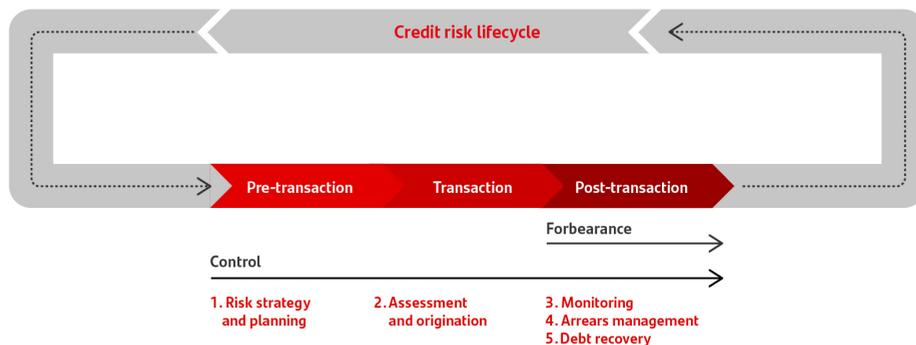 Credit risk lifecycle
Pre-transaction
Transaction
Post-transaction
Forbearance
Control
1. Risk strategy
and planning
2. Assessment
and origination
3. Monitoring
4. Arrears management
5. Debt recovery